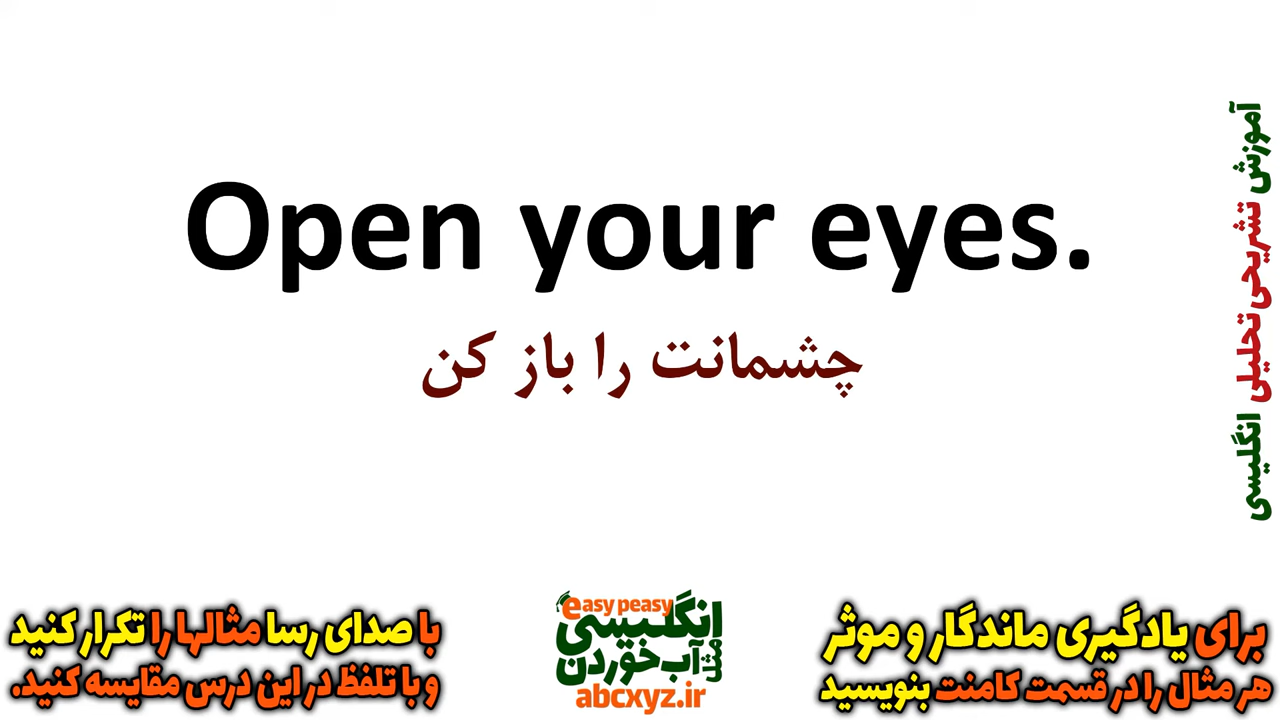 Open your eyes.
چشمانت را باز کن
آموزش تشریحی تحلیلی انگلیسی
با صدای رسا مثالها را تکرار کنید
و با تلفظ در این درس مقایسه کنید.
easy peasy
انگلیسی
مثل آب خوردن
abcxyz.ir
برای یادگیری ماندگار و موثر
هر مثال را در قسمت کامنت بنویسید